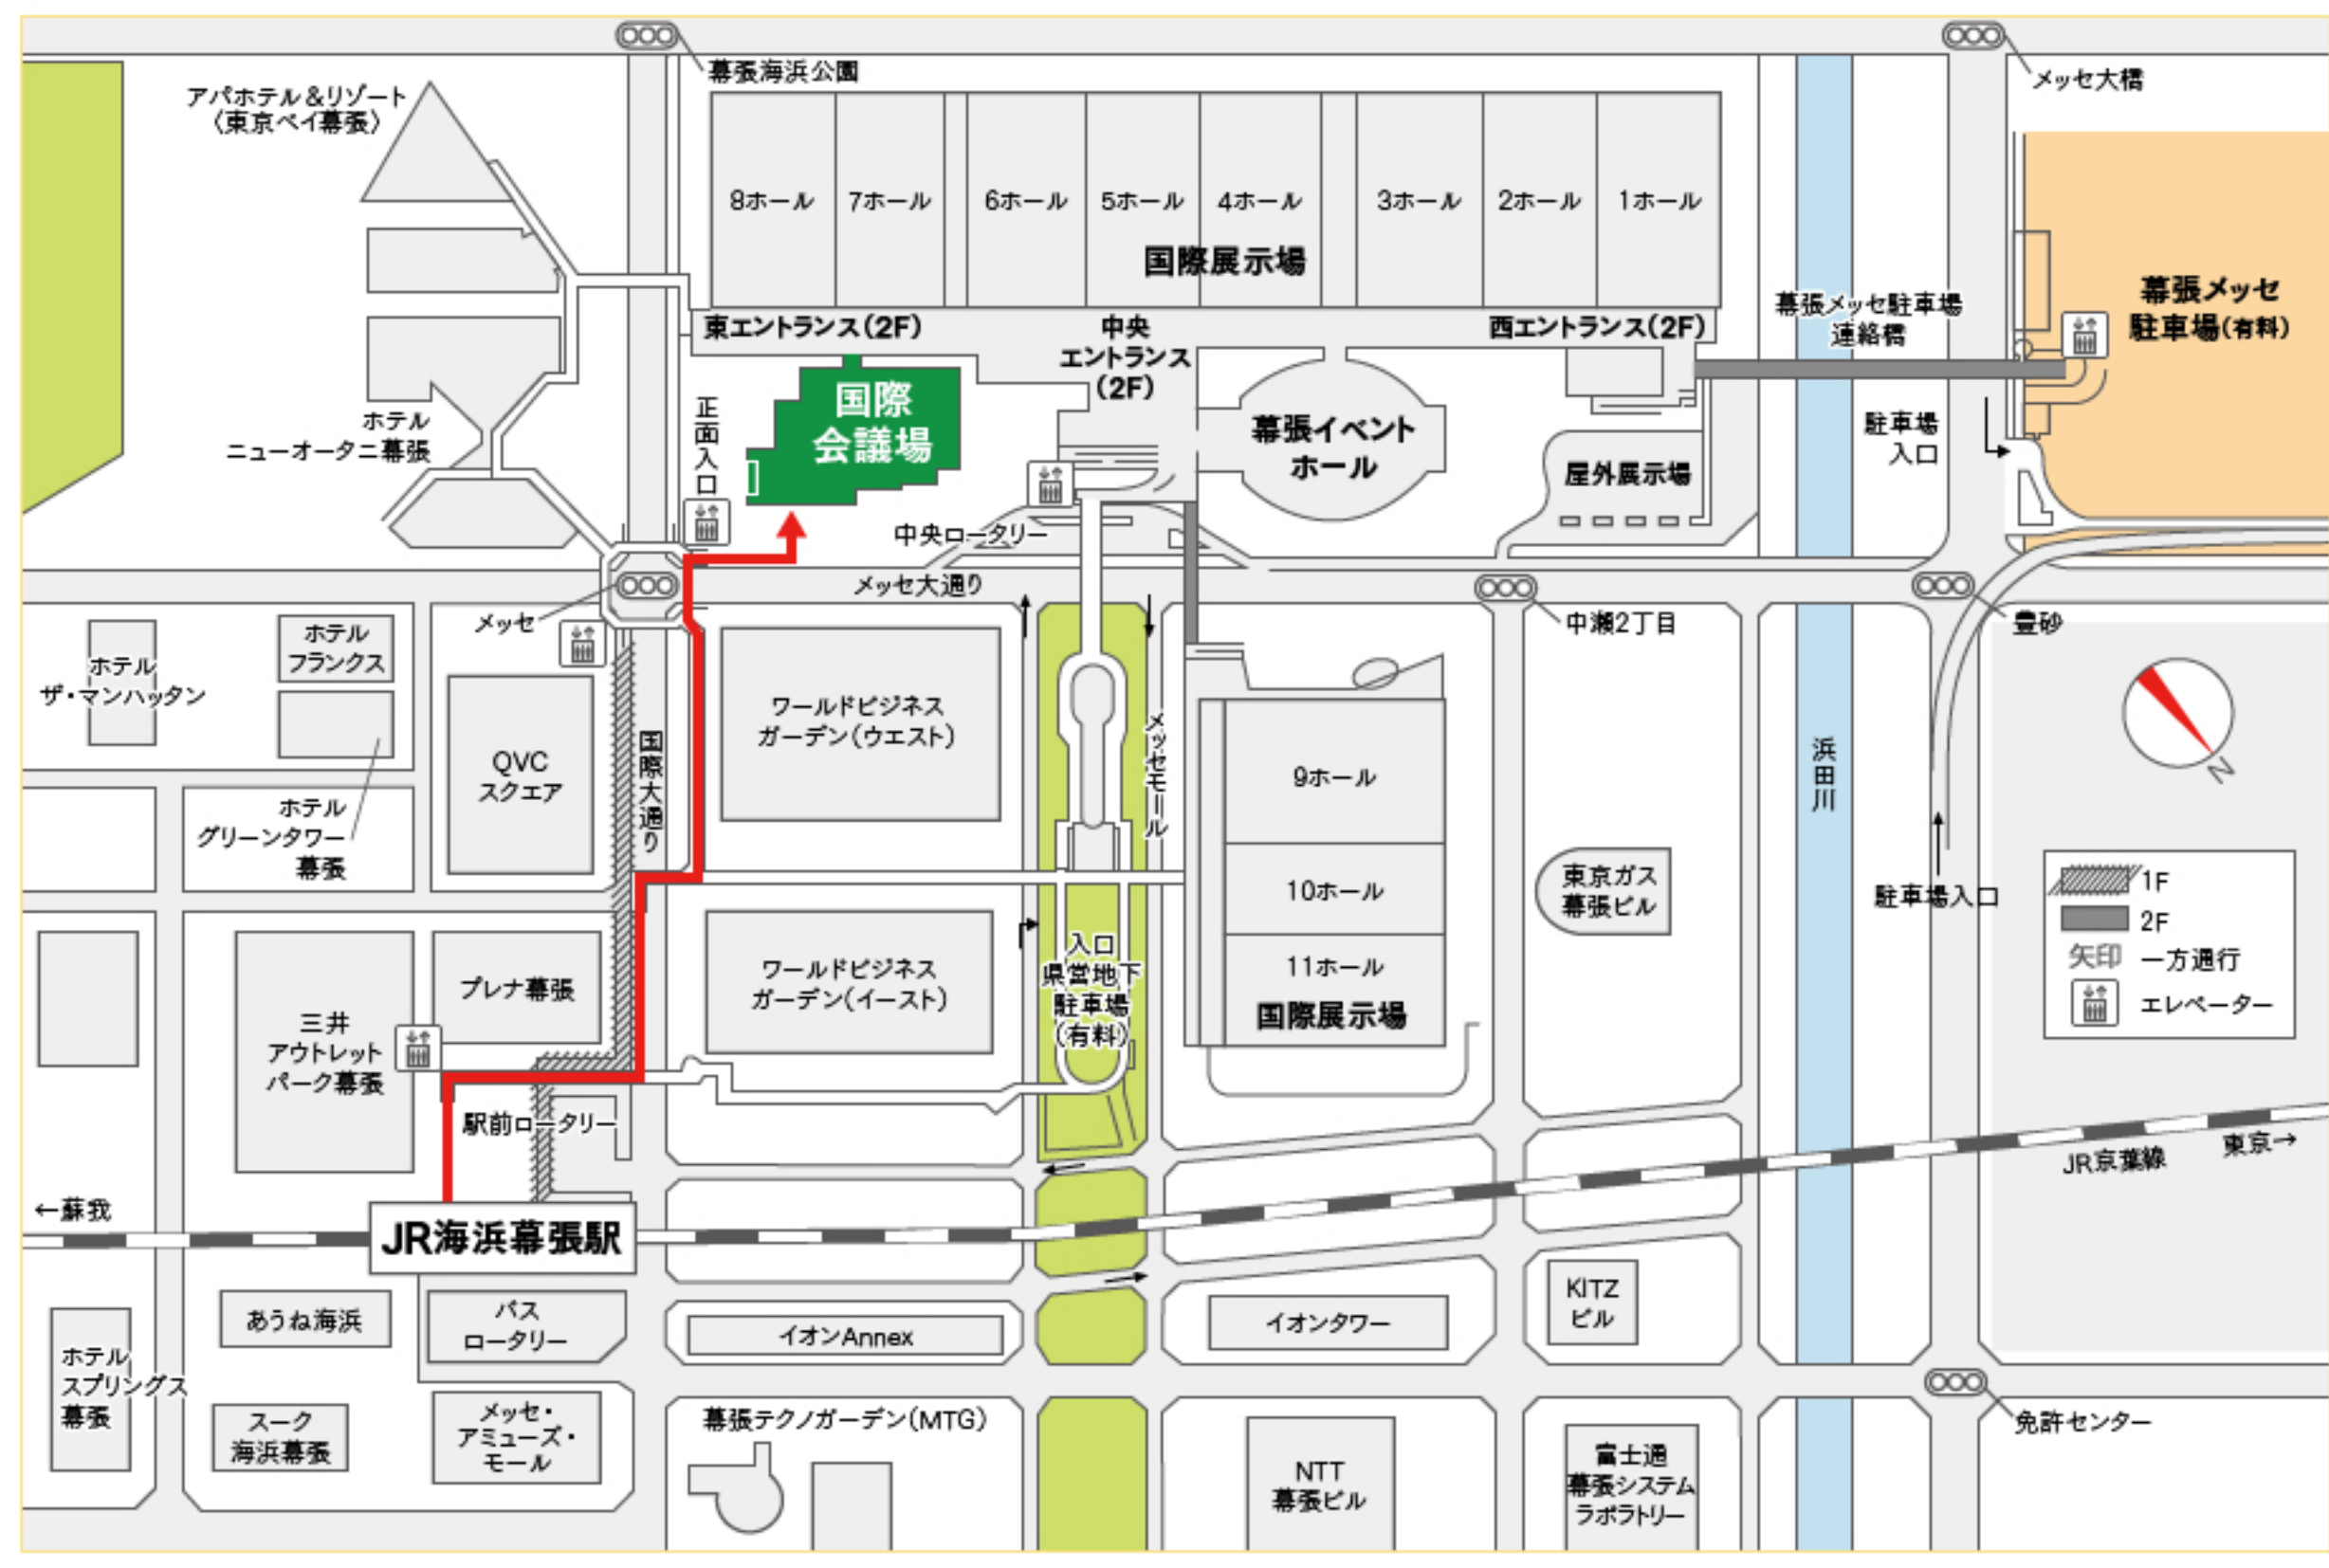 幕張海浜公園
メッセ大橋
アパホテル＆リゾート
〈東京ベイ幕張〉
8ホール
7ホール
6ホール
5ホール
4ホール
3ホール
2ホール
1ホール
国際展示場
幕張メッセ
駐車場(有料)
幕張メッセ駐車場
連絡橋
東エントランス(2F)
中央
エントランス
(2F)
西エントランス(2F)
国際
会議場
正面入口
幕張イベント
ホール
屋外展示場
駐車場
入口
ホテル
ニューオータニ幕張
中央ロータリー
メッセ大通り
メッセ
中瀬2丁目
豊砂
ホテル
ザ・マンハッタン
ホテル
フランクス
QVC
スクエア
国際大通り
ワールドビジネス
ガーデン(ウエスト)
メッセモール
9ホール
浜田川
N
ホテル
グリーンタワー
幕張
10ホール
東京ガス
幕張ビル
駐車場入口
1F
2F
矢印
一方通行
エレベーター
プレナ幕張
ワールドビジネス
ガーデン(イースト)
入口
県営地下
駐車場
(有料)
11ホール
国際展示場
三井
アウトレット
パーク幕張
駅前ロータリー
JR京葉線
東京→
←蘇我
JR海浜幕張駅
あうね海浜
バス
ロータリー
イオンAnnex
イオンタワー
KITZ
ビル
ホテル
スプリングス
幕張
スーク
海浜幕張
メッセ・
アミューズ・
モール
幕張テクノガーデン(MTG)
NTT
幕張ビル
富士通
幕張システム
ラボラトリー
免許センター